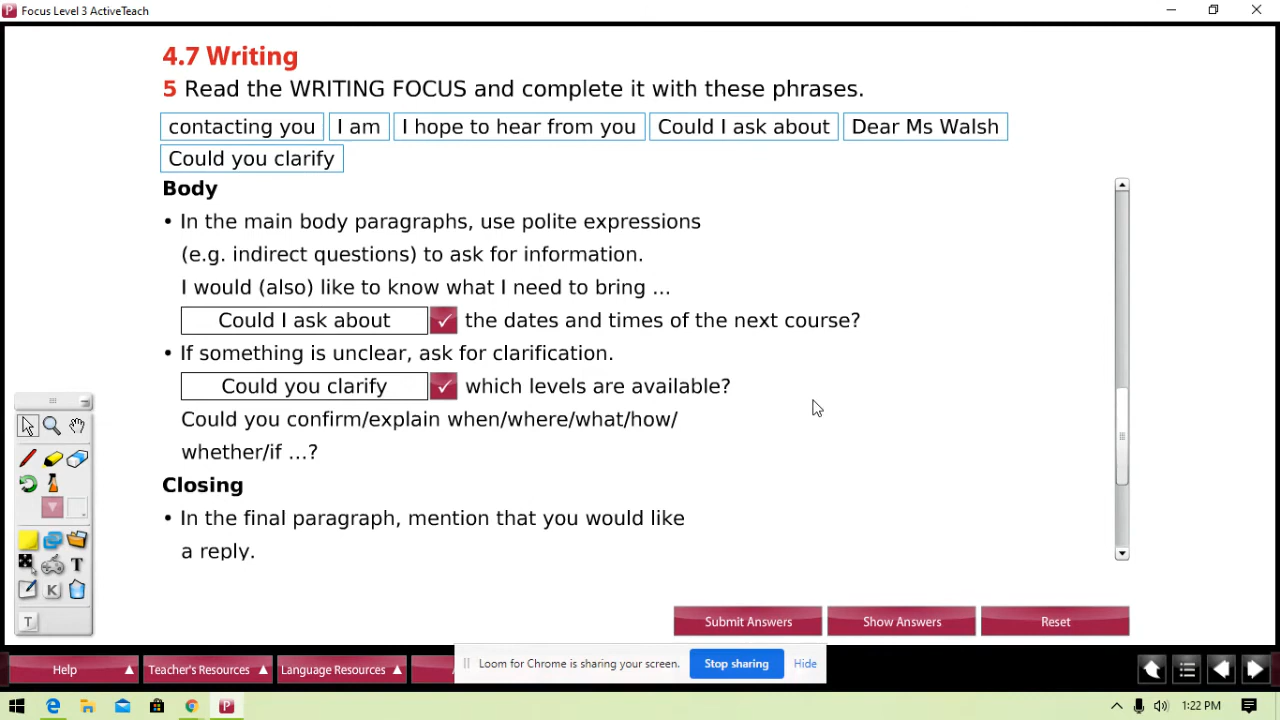 Focus Level 3 ActiveTeach
4.7 Writing
5 Read the WRITING FOCUS and complete it with these phrases.
contacting you I am I hope to hear from you Could I ask about Dear Ms Walsh
Could you clarify
Body
• In the main body paragraphs, use polite expressions
(e.g. indirect questions) to ask for information.
I would (also) like to know what I need to bring ...
Could I ask about ✓ the dates and times of the next course?
• If something is unclear, ask for clarification.
Could you clarify ✓ which levels are available?
Could you confirm/explain when/where/what/how/
whether/if ...?
Closing
• In the final paragraph, mention that you would like
a reply.
T
K
T
Submit Answers Show Answers Reset
Help Teacher's Resources Language Resources
Loom for Chrome is sharing your screen. Stop sharing Hide
1:22 PM